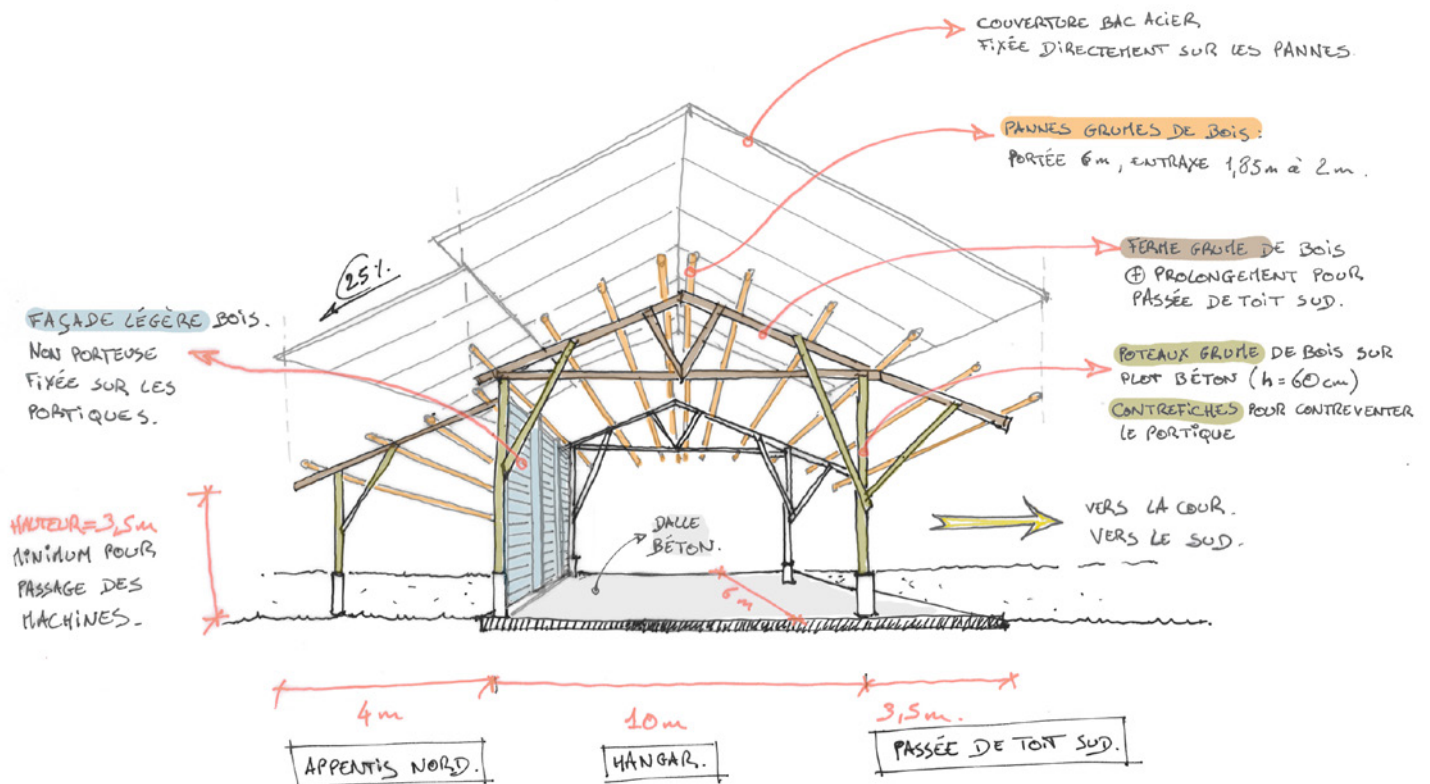 COUVERTURE BAC ACIER
FIXÉE DIRECTEMENT SUR LES PANNES.
PANNES GRUMES DE BOIS :
PORTÉE 6m, ENTRAXE 1,85m à 2m.
25%
FERME GRUME DE BOIS
⊕ PROLONGEMENT POUR
PASSÉE DE TOIT SUD.
FAÇADE LÉGÈRE BOIS.
NON PORTEUSE
FIXÉE SUR LES
PORTIQUES.
POTEAUX GRUME DE BOIS SUR
PLOT BÉTON (h=60cm)
CONTREFICHES POUR CONTREVENTER
LE PORTIQUE
HAUTEUR=3,5m
MINIMUM POUR
PASSAGE DES
MACHINES.
DALLE
BÉTON.
6m
VERS LA COUR.
VERS LE SUD.
4m
10m
3,5m.
APPENTIS NORD.
HANGAR.
PASSÉE DE TOIT SUD.